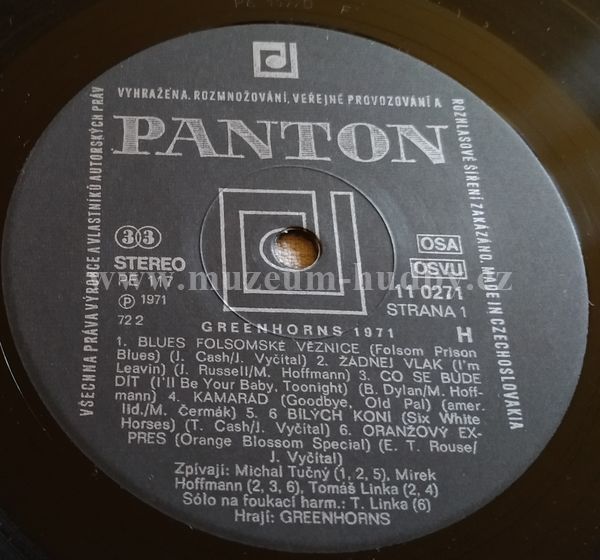 VYHRAŽENA. ROZMNOŽOVÁNÍ, VEŘEJNÉ PROVOZOVÁNÍ A
ROZHLASOVÉ ŠÍŘENÍ ZAKÁZÁNO. MADE IN CZECHOSLOVAKIA
VŠECHNA PRÁVA VÝROBCE A VLASTNÍKŮ AUTORSKÝCH PRÁV
PANTON
33
STEREO
OSA
OSVU
www.muzeum-hudby.cz
℗ 1971
11 0271
72 2
STRANA 1
GREENHORNS 1971
H
1. BLUES FOLSOMSKÉ VĚZNICE (Folsom Prison
Blues) (J. Cash/J. Vyčítal) 2. ŽÁDNEJ VLAK (I'm
Leavin) (J. Russell/M. Hoffmann) 3. CO SE BUDE
DÍT (I'll Be Your Baby, Toonight) (B. Dylan/M. Hoff-
mann) 4. KAMARÁD (Goodbye, Old Pal) (amer.
lid./M. Čermák) 5. 6 BÍLÝCH KONÍ (Six White
Horses) (T. Cash/J. Vyčítal) 6. ORANŽOVÝ EX-
PRES (Orange Blossom Special) (E. T. Rouse/
J. Vyčítal)
Zpívají: Michal Tučný (1, 2, 5), Mirek
Hoffmann (2, 3, 6), Tomáš Linka (2, 4)
Sólo na foukací harm.: T. Linka (6)
Hrají: GREENHORNS